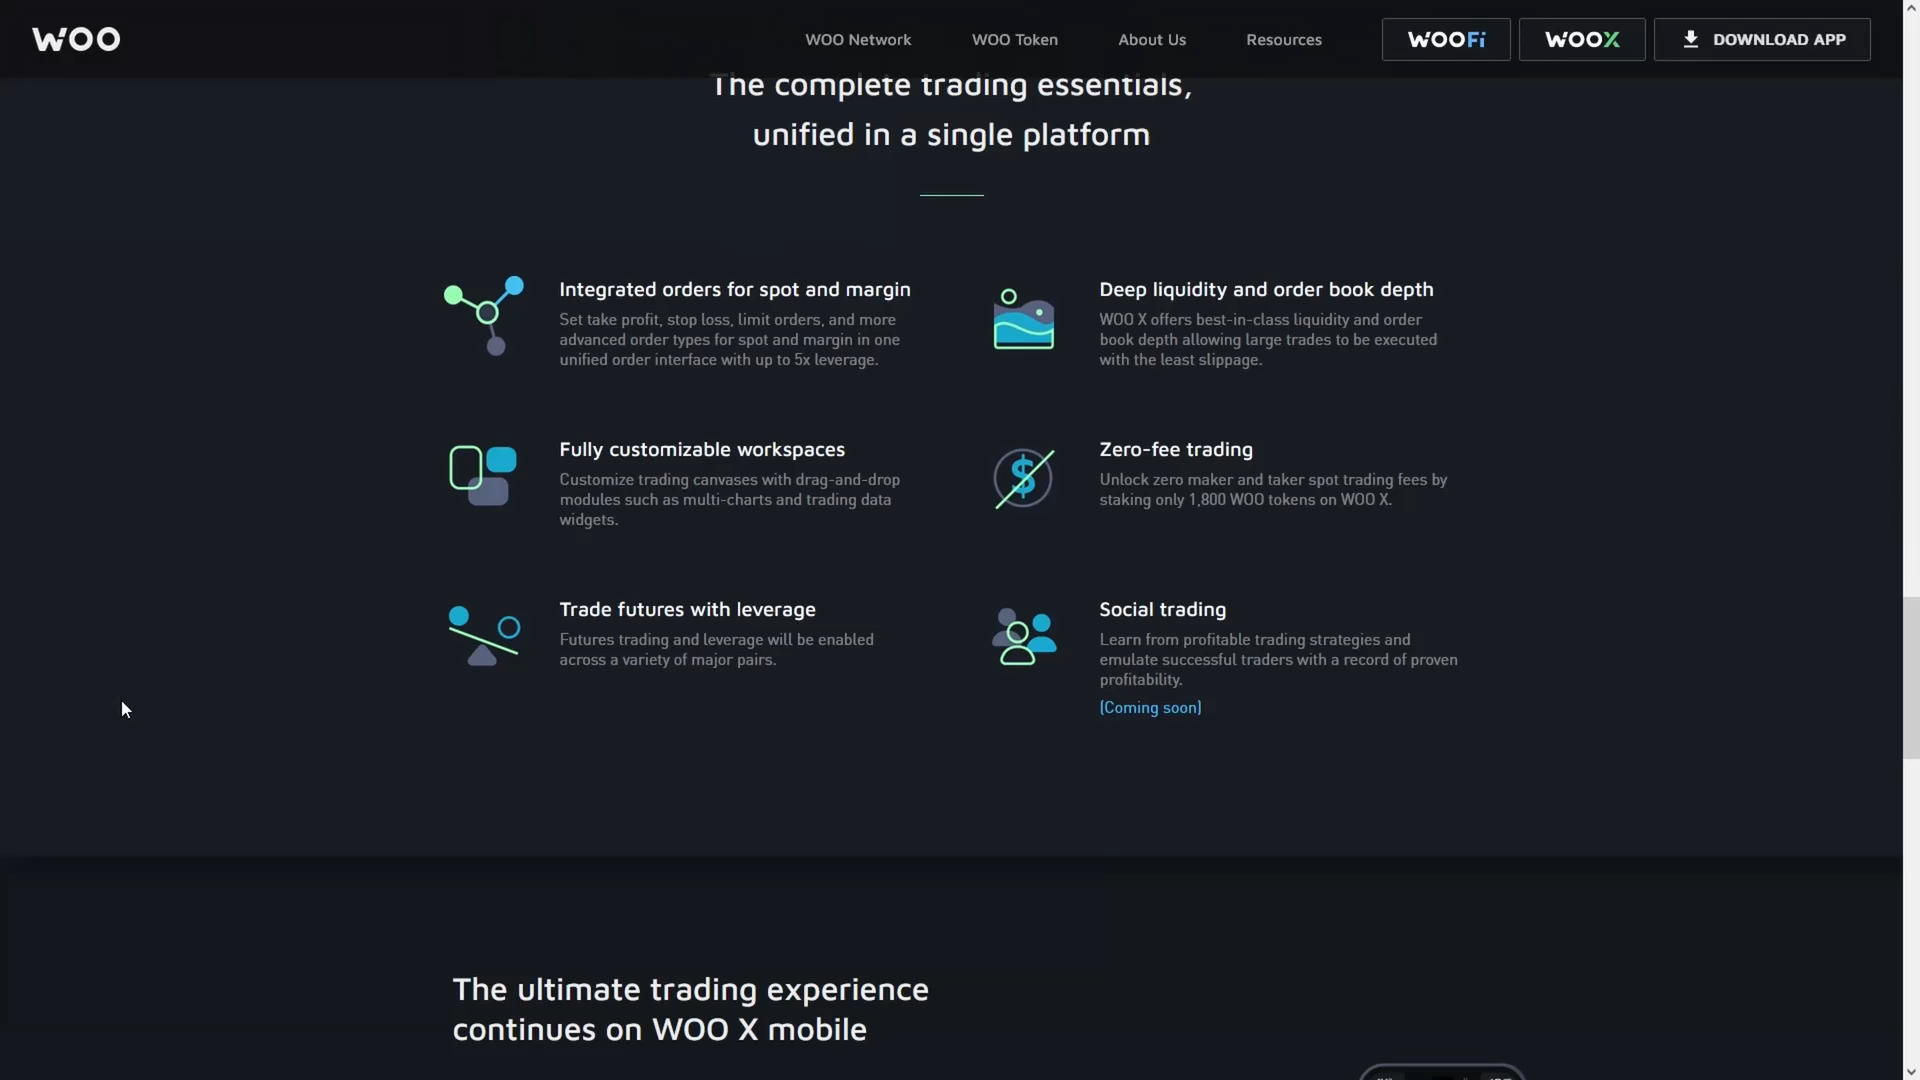 WOO
WOO Network
WOO Token
About Us
Resources
WOOFi
WOOX
DOWNLOAD APP
The complete trading essentials,
unified in a single platform
Integrated orders for spot and margin
Set take profit, stop loss, limit orders, and more
advanced order types for spot and margin in one
unified order interface with up to 5x leverage.
Deep liquidity and order book depth
WOO X offers best-in-class liquidity and order
book depth allowing large trades to be executed
with the least slippage.
Fully customizable workspaces
Customize trading canvases with drag-and-drop
modules such as multi-charts and trading data
widgets.
Zero-fee trading
Unlock zero maker and taker spot trading fees by
staking only 1,800 WOO tokens on WOO X.
Trade futures with leverage
Futures trading and leverage will be enabled
across a variety of major pairs.
Social trading
Learn from profitable trading strategies and
emulate successful traders with a record of proven
profitability.
(Coming soon)
The ultimate trading experience
continues on WOO X mobile